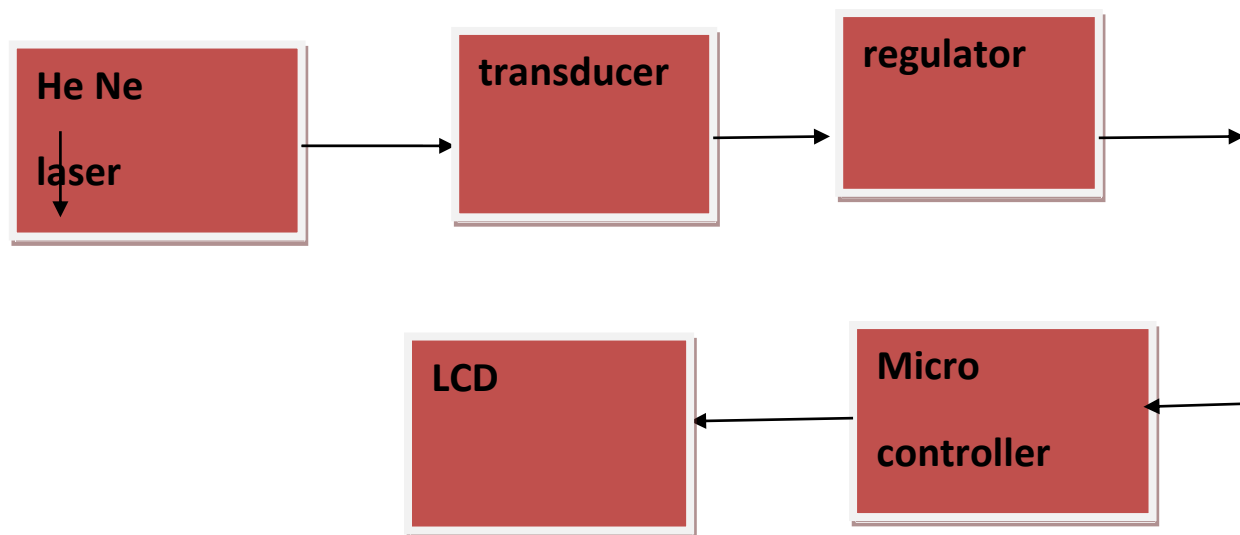 He Ne
laser
transducer
regulator
LCD
Micro
controller